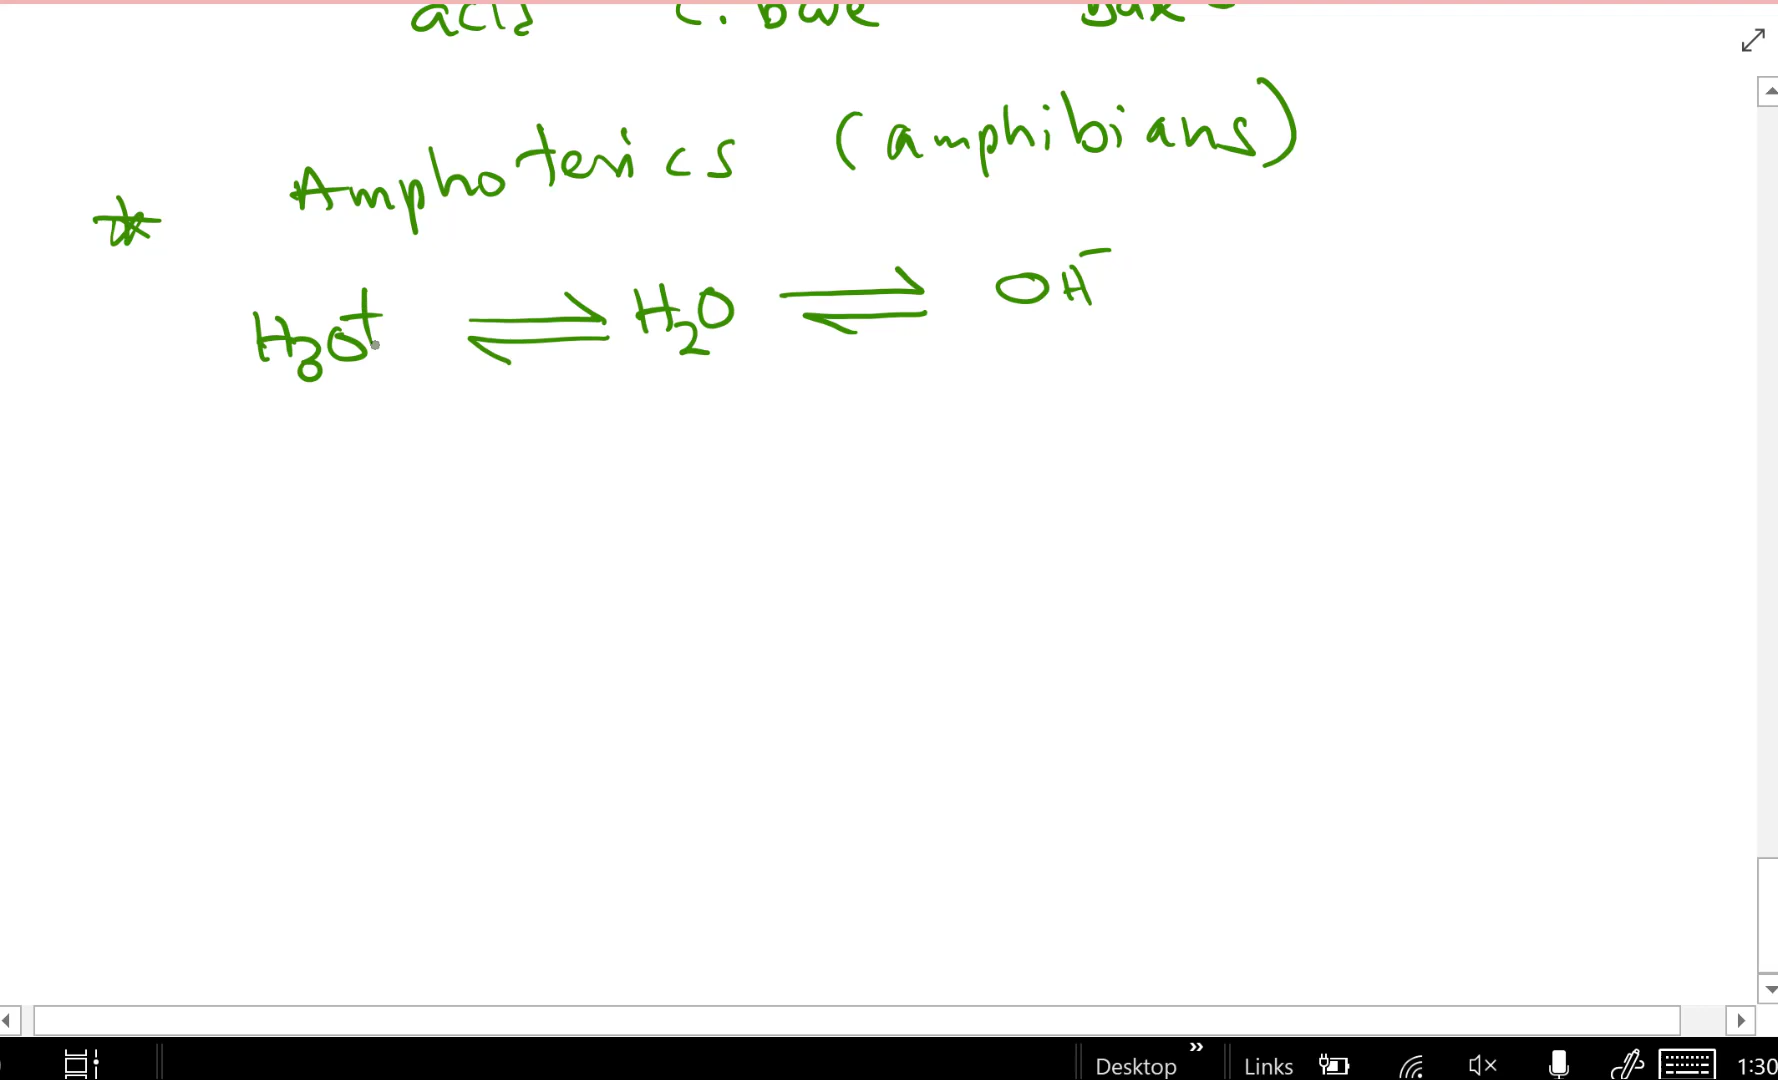 Amphoterics (amphibians)
H3O+ ⇌ H2O ⇌ OH−
Desktop » Links 1:30